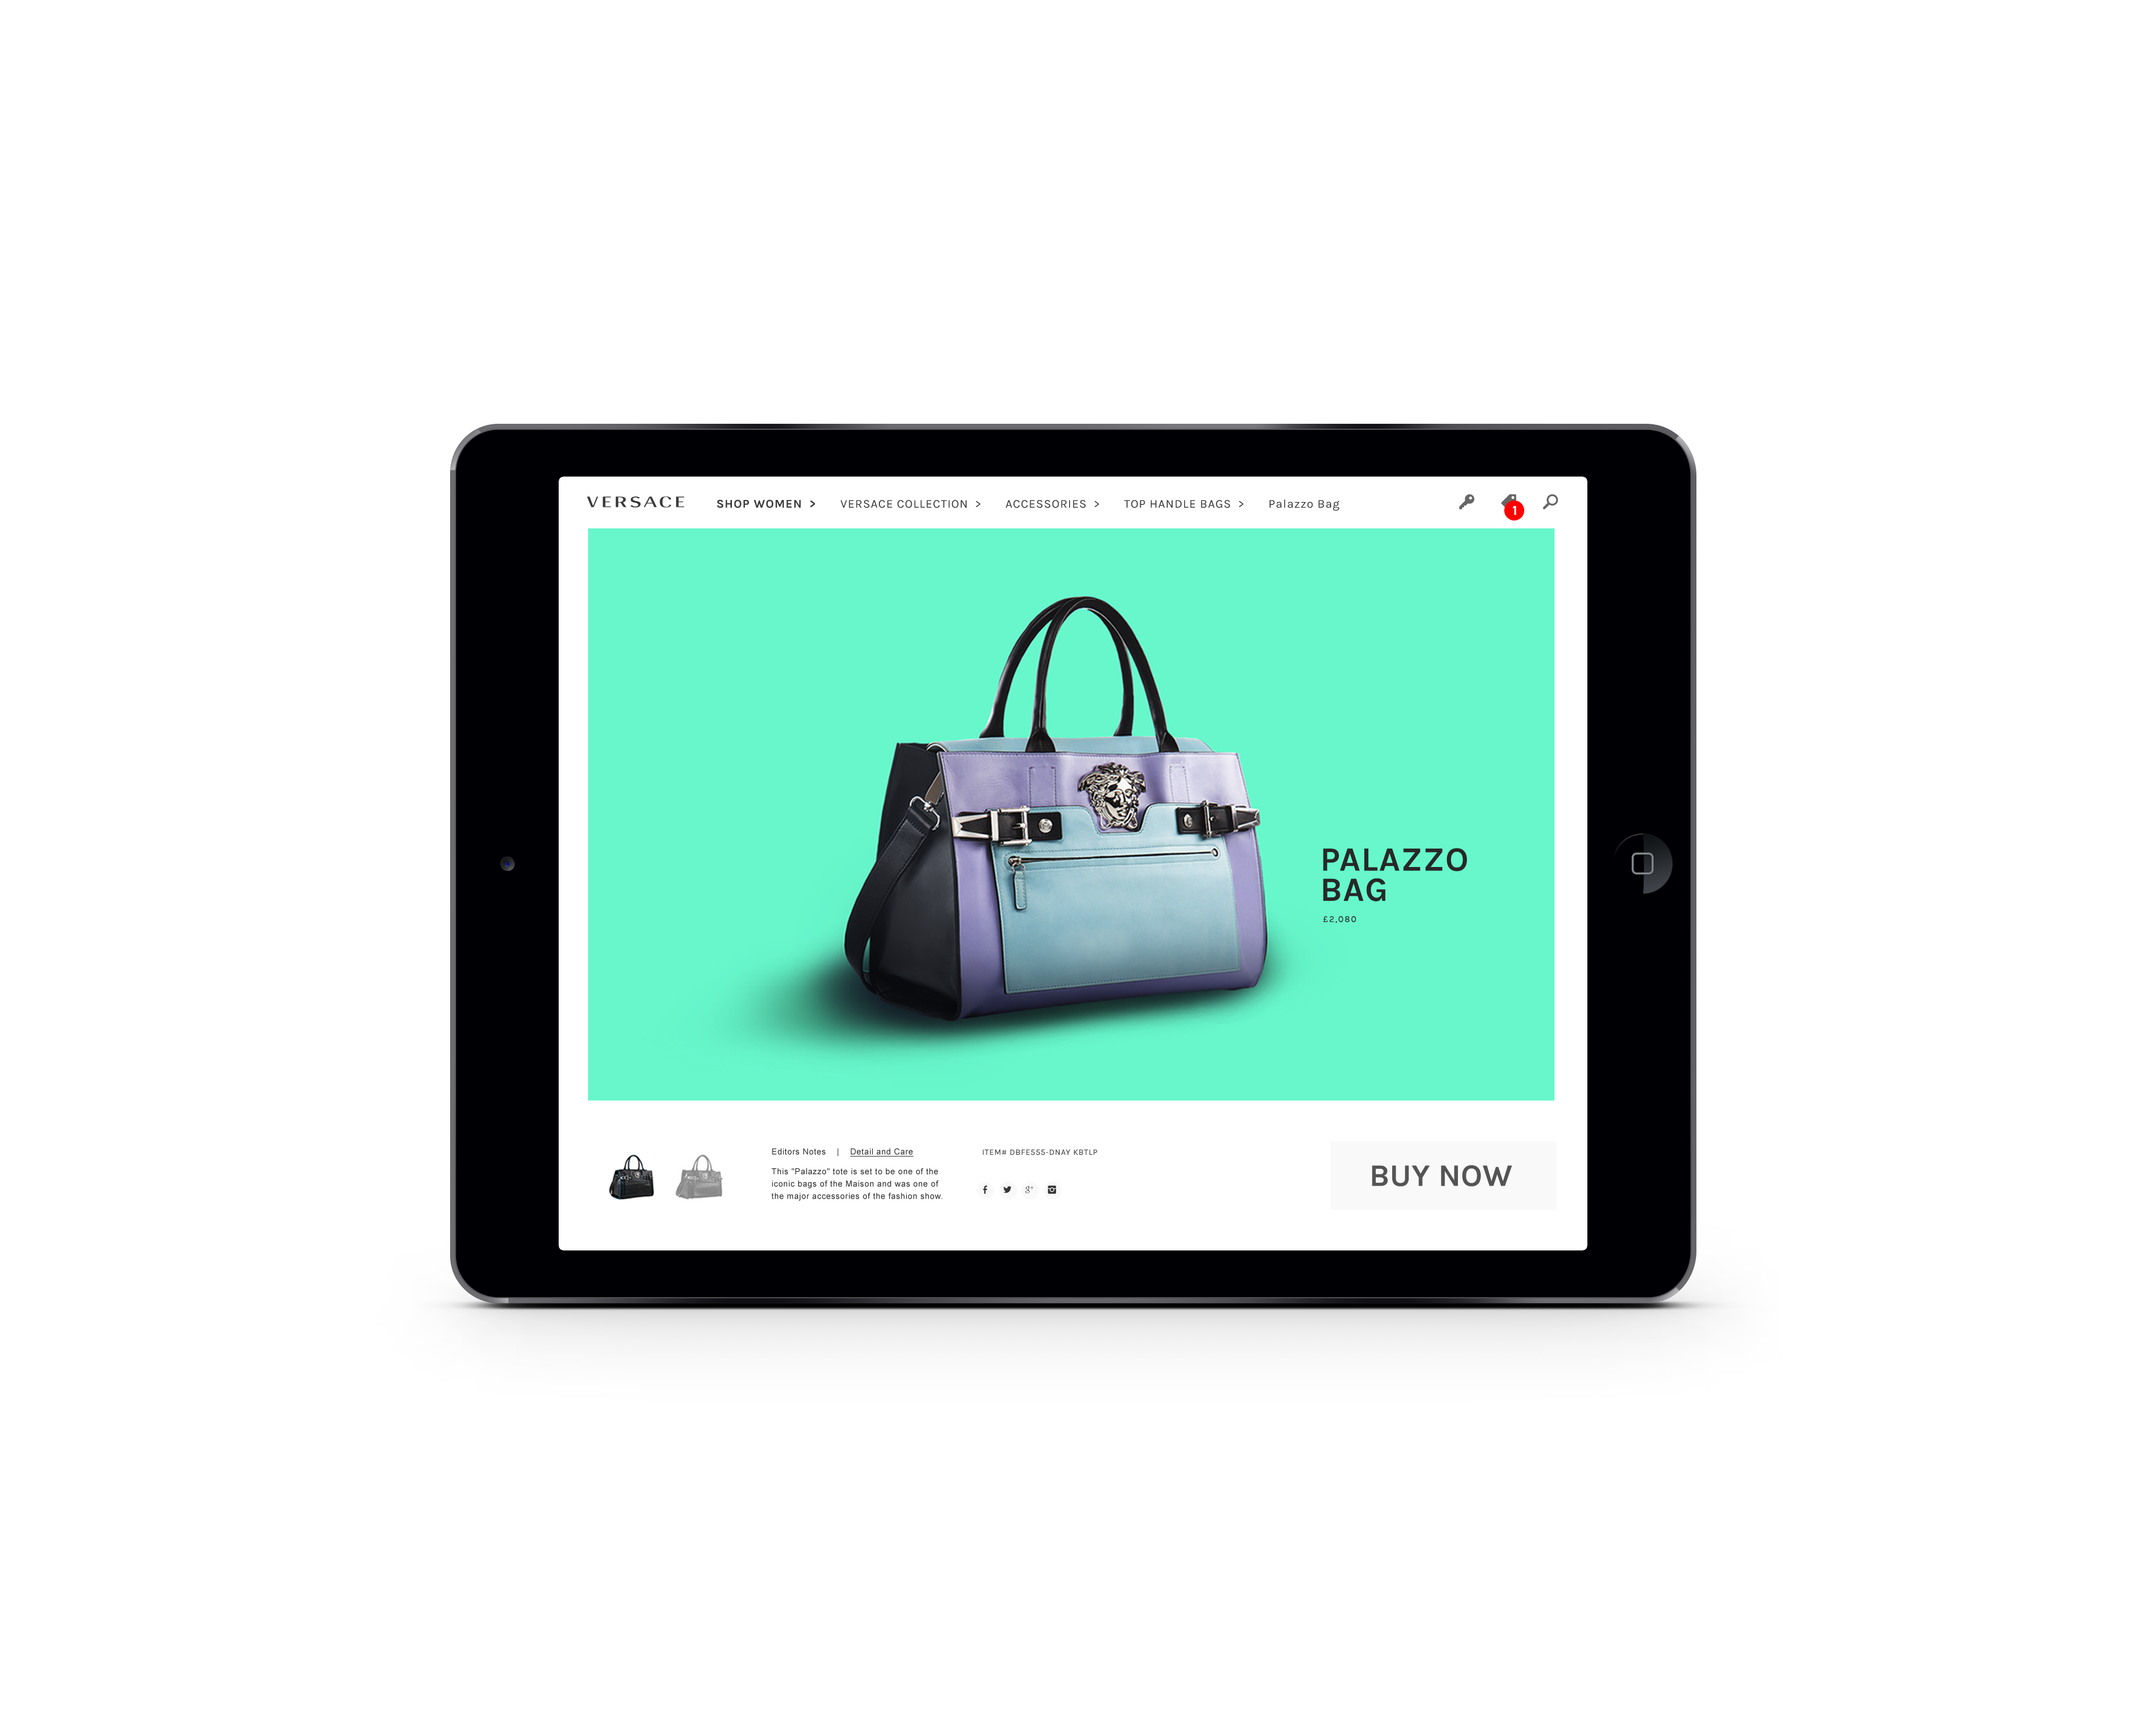 VERSACE SHOP WOMEN > VERSACE COLLECTION > ACCESSORIES > TOP HANDLE BAGS > Palazzo Bag 1
PALAZZO
BAG
£2,080
Editors Notes | Detail and Care
This "Palazzo" tote is set to be one of the
iconic bags of the Maison and was one of
the major accessories of the fashion show.
ITEM# DBFE555-DNAY KBTLP
f g+
BUY NOW